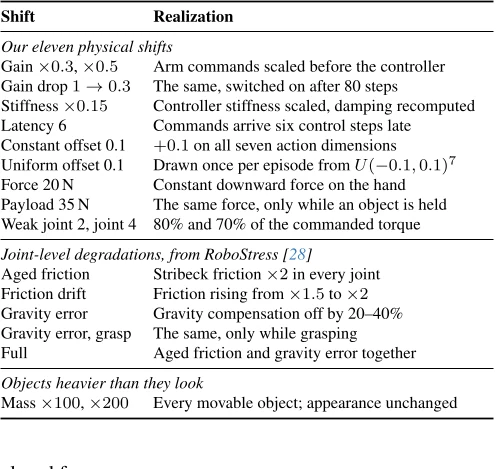 Shift Realization
Our eleven physical shifts
Gain ×0.3, ×0.5 Arm commands scaled before the controller
Gain drop 1 → 0.3 The same, switched on after 80 steps
Stiffness ×0.15 Controller stiffness scaled, damping recomputed
Latency 6 Commands arrive six control steps late
Constant offset 0.1 +0.1 on all seven action dimensions
Uniform offset 0.1 Drawn once per episode from U(−0.1, 0.1)⁷
Force 20 N Constant downward force on the hand
Payload 35 N The same force, only while an object is held
Weak joint 2, joint 4 80% and 70% of the commanded torque
Joint-level degradations, from RoboStress [28]
Aged friction Stribeck friction ×2 in every joint
Friction drift Friction rising from ×1.5 to ×2
Gravity error Gravity compensation off by 20–40%
Gravity error, grasp The same, only while grasping
Full Aged friction and gravity error together
Objects heavier than they look
Mass ×100, ×200 Every movable object; appearance unchanged